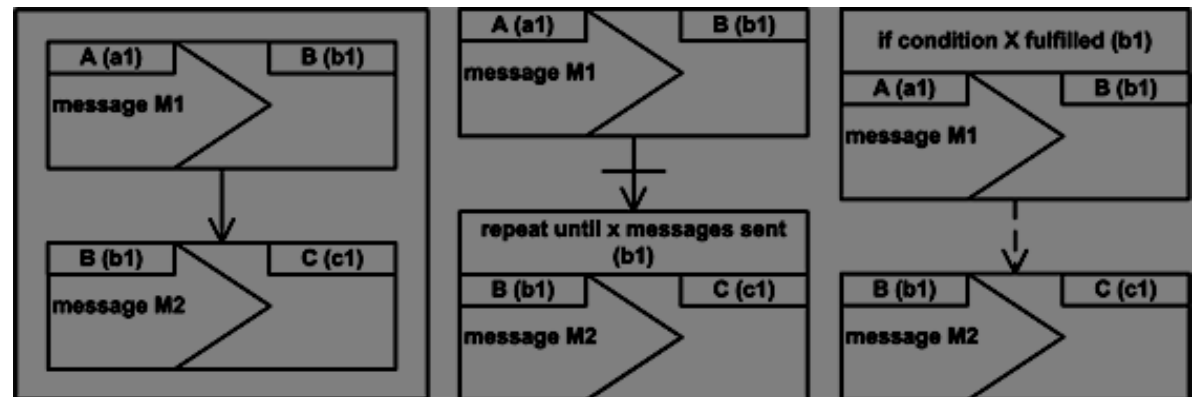 A (a1)
B (b1)
message M1
B (b1)
C (c1)
message M2
A (a1)
B (b1)
message M1
repeat until x messages sent
(b1)
B (b1)
C (c1)
message M2
if condition X fulfilled (b1)
A (a1)
B (b1)
message M1
B (b1)
C (c1)
message M2